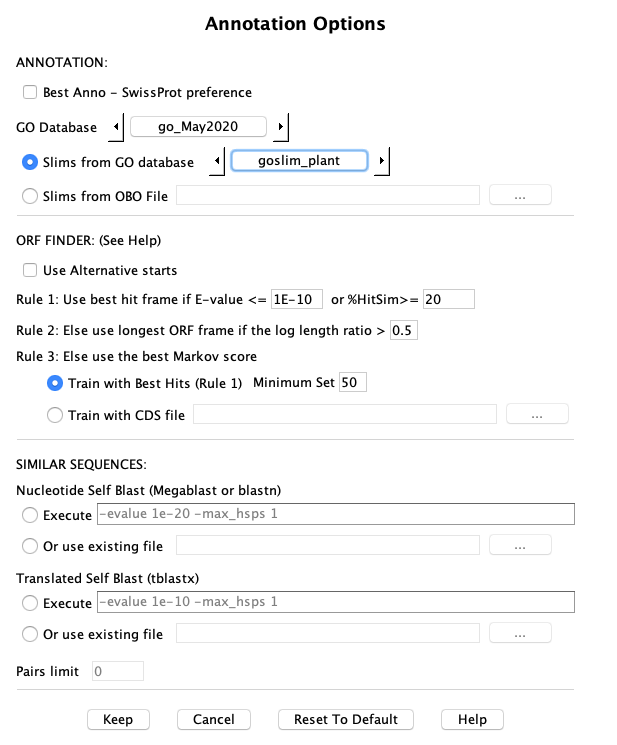 Annotation Options
ANNOTATION:
Best Anno - SwissProt preference
GO Database go_May2020
Slims from GO database goslim_plant
Slims from OBO File ...
ORF FINDER: (See Help)
Use Alternative starts
Rule 1: Use best hit frame if E-value <= 1E-10 or %HitSim>= 20
Rule 2: Else use longest ORF frame if the log length ratio > 0.5
Rule 3: Else use the best Markov score
Train with Best Hits (Rule 1) Minimum Set 50
Train with CDS file ...
SIMILAR SEQUENCES:
Nucleotide Self Blast (Megablast or blastn)
Execute -evalue 1e-20 -max_hsps 1
Or use existing file ...
Translated Self Blast (tblastx)
Execute -evalue 1e-10 -max_hsps 1
Or use existing file ...
Pairs limit 0
Keep Cancel Reset To Default Help